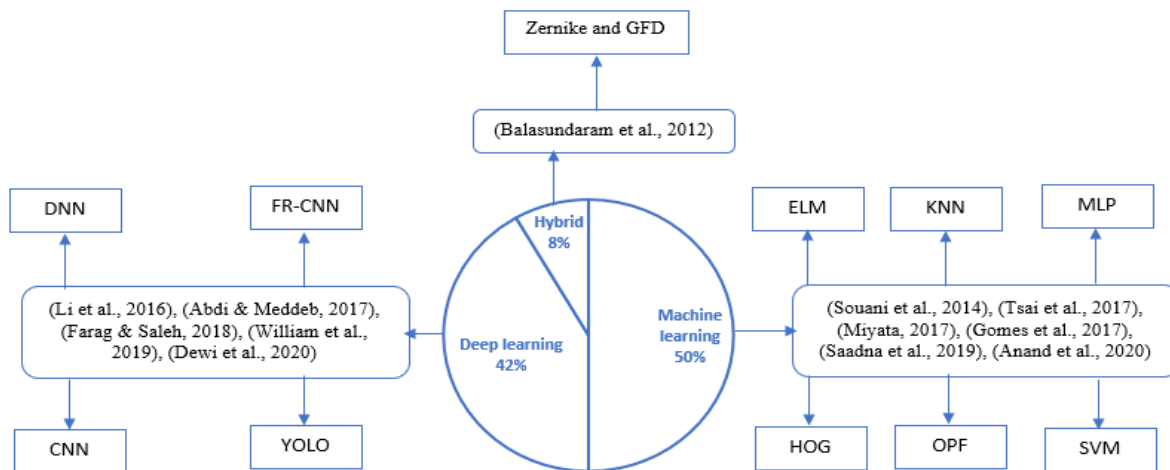 Zernike and GFD
(Balasundaram et al., 2012)
DNN
FR-CNN
ELM
KNN
MLP
Hybrid
8%
(Li et al., 2016), (Abdi & Meddeb, 2017),
(Farag & Saleh, 2018), (William et al.,
2019), (Dewi et al., 2020)
Deep learning
42%
Machine
learning
50%
(Souani et al., 2014), (Tsai et al., 2017),
(Miyata, 2017), (Gomes et al., 2017),
(Saadna et al., 2019), (Anand et al., 2020)
CNN
YOLO
HOG
OPF
SVM